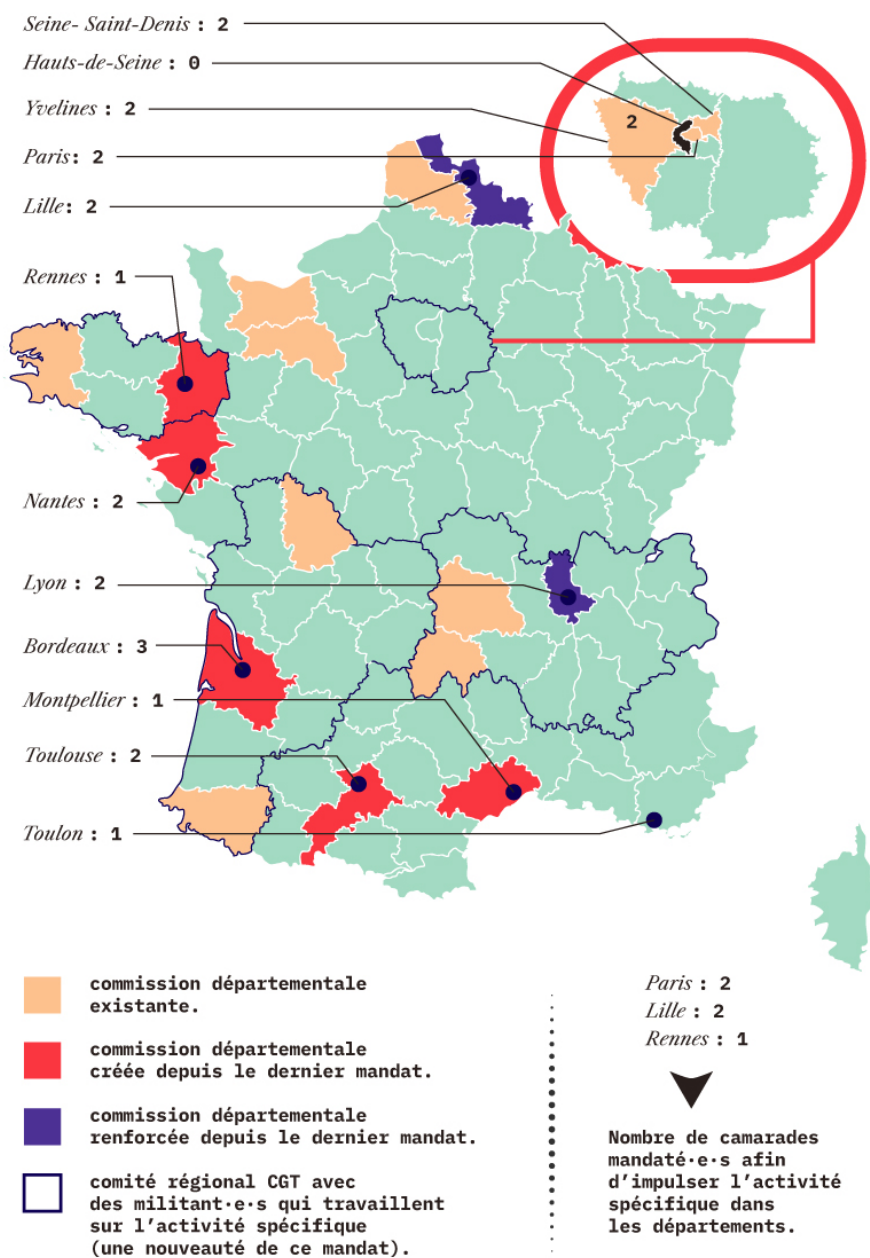 Seine- Saint-Denis : 2
Hauts-de-Seine : 0
Yvelines : 2
2
Paris: 2
Lille: 2
Rennes : 1
Nantes : 2
Lyon : 2
Bordeaux : 3
Montpellier : 1
Toulouse : 2
Toulon : 1
commission départementale
existante.
commission départementale
créée depuis le dernier mandat.
commission départementale
renforcée depuis le dernier mandat.
comité régional CGT avec
des militant·e·s qui travaillent
sur l'activité spécifique
(une nouveauté de ce mandat).
Paris : 2
Lille : 2
Rennes : 1
Nombre de camarades
mandaté·e·s afin
d'impulser l'activité
spécifique dans
les départements.